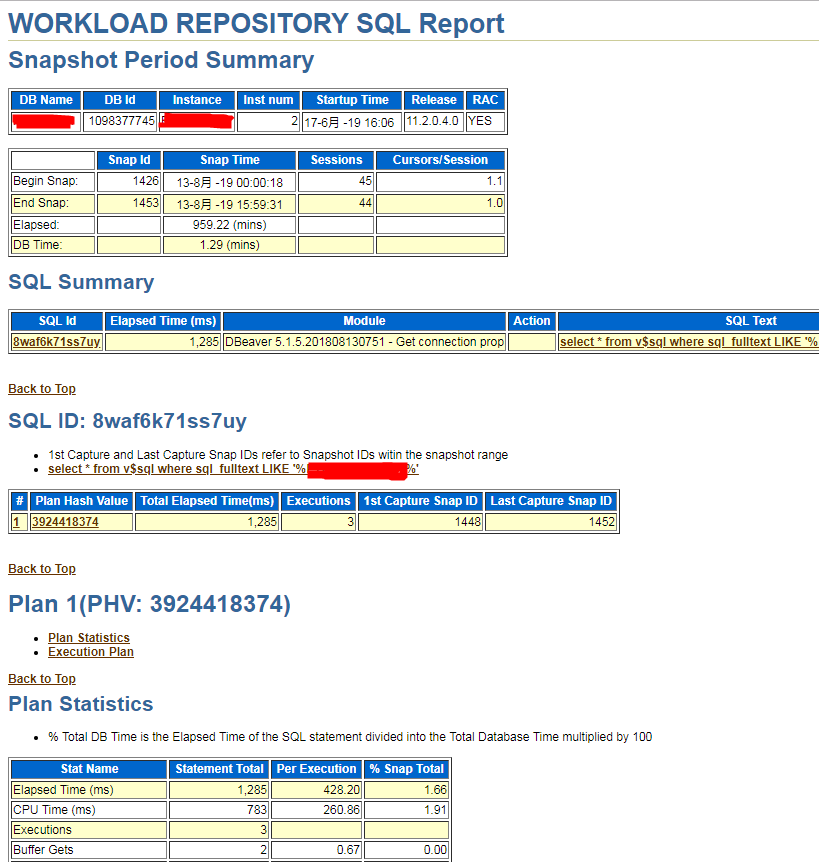 WORKLOAD REPOSITORY SQL Report
Snapshot Period Summary
DB Name DB Id Instance Inst num Startup Time Release RAC
1098377745 2 17-6月 -19 16:06 11.2.0.4.0 YES
Snap Id Snap Time Sessions Cursors/Session
Begin Snap: 1426 13-8月 -19 00:00:18 45 1.1
End Snap: 1453 13-8月 -19 15:59:31 44 1.0
Elapsed: 959.22 (mins)
DB Time: 1.29 (mins)
SQL Summary
SQL Id Elapsed Time (ms) Module Action SQL Text
8waf6k71ss7uy 1,285 DBeaver 5.1.5.201808130751 - Get connection prop select * from v$sql where sql_fulltext LIKE '%
Back to Top
SQL ID: 8waf6k71ss7uy
1st Capture and Last Capture Snap IDs refer to Snapshot IDs witin the snapshot range
select * from v$sql where sql_fulltext LIKE '% %'
# Plan Hash Value Total Elapsed Time(ms) Executions 1st Capture Snap ID Last Capture Snap ID
1 3924418374 1,285 3 1448 1452
Back to Top
Plan 1(PHV: 3924418374)
Plan Statistics
Execution Plan
Back to Top
Plan Statistics
% Total DB Time is the Elapsed Time of the SQL statement divided into the Total Database Time multiplied by 100
Stat Name Statement Total Per Execution % Snap Total
Elapsed Time (ms) 1,285 428.20 1.66
CPU Time (ms) 783 260.86 1.91
Executions 3
Buffer Gets 2 0.67 0.00